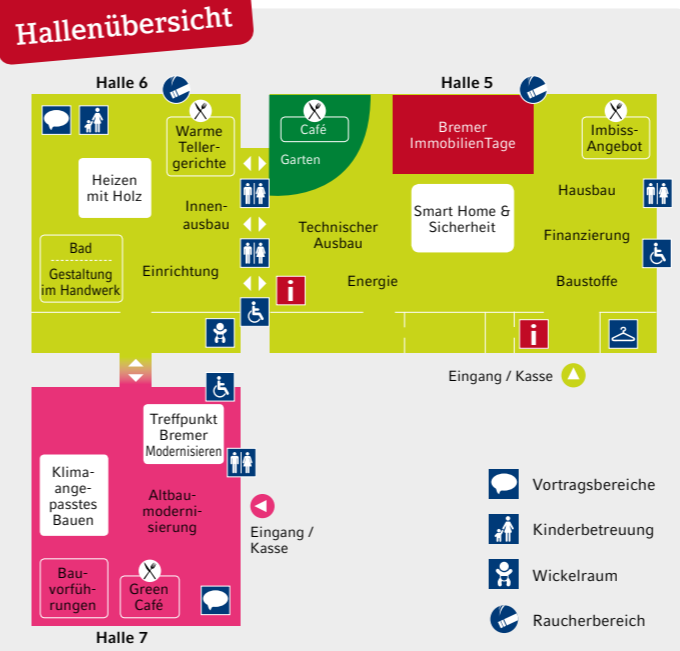 Hallenübersicht
Halle 6
Halle 5
Warme
Teller-
gerichte
Café
Garten
Bremer
ImmobilienTage
Imbiss-
Angebot
Heizen
mit Holz
Innen-
ausbau
Technischer
Ausbau
Smart Home &
Sicherheit
Hausbau
Finanzierung
Bad
Gestaltung
im Handwerk
Einrichtung
Energie
Baustoffe
i
i
Eingang / Kasse
Treffpunkt
Bremer
Modernisieren
Klima-
ange-
passtes
Bauen
Altbau-
moderni-
sierung
Eingang /
Kasse
Bau-
vorfüh-
rungen
Green
Café
Halle 7
Vortragsbereiche
Kinderbetreuung
Wickelraum
Raucherbereich